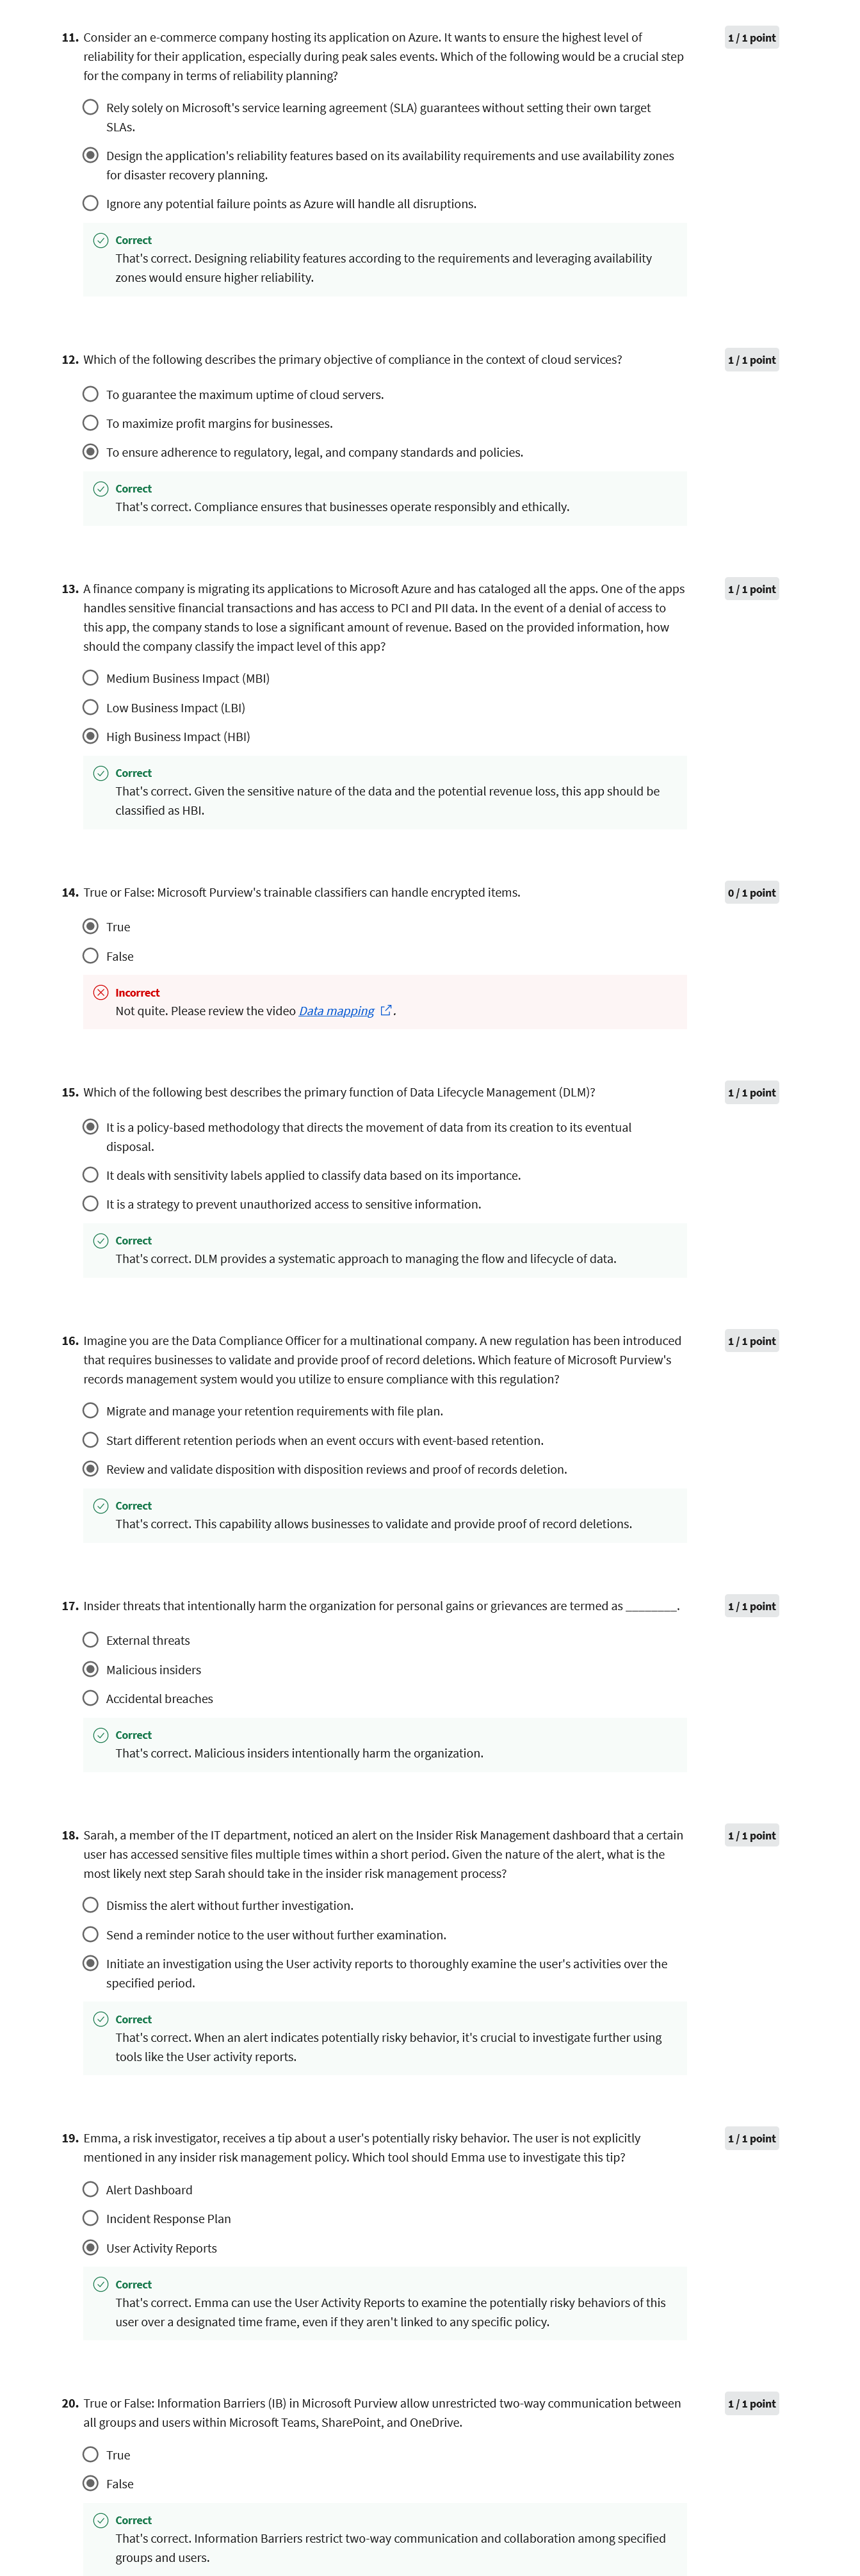 11. Consider an e-commerce company hosting its application on Azure. It wants to ensure the highest level of
reliability for their application, especially during peak sales events. Which of the following would be a crucial step
for the company in terms of reliability planning?
1 / 1 point
Rely solely on Microsoft's service learning agreement (SLA) guarantees without setting their own target
SLAs.
Design the application's reliability features based on its availability requirements and use availability zones
for disaster recovery planning.
Ignore any potential failure points as Azure will handle all disruptions.
Correct
That's correct. Designing reliability features according to the requirements and leveraging availability
zones would ensure higher reliability.
12. Which of the following describes the primary objective of compliance in the context of cloud services?
1 / 1 point
To guarantee the maximum uptime of cloud servers.
To maximize profit margins for businesses.
To ensure adherence to regulatory, legal, and company standards and policies.
Correct
That's correct. Compliance ensures that businesses operate responsibly and ethically.
13. A finance company is migrating its applications to Microsoft Azure and has cataloged all the apps. One of the apps
handles sensitive financial transactions and has access to PCI and PII data. In the event of a denial of access to
this app, the company stands to lose a significant amount of revenue. Based on the provided information, how
should the company classify the impact level of this app?
1 / 1 point
Medium Business Impact (MBI)
Low Business Impact (LBI)
High Business Impact (HBI)
Correct
That's correct. Given the sensitive nature of the data and the potential revenue loss, this app should be
classified as HBI.
14. True or False: Microsoft Purview's trainable classifiers can handle encrypted items.
0 / 1 point
True
False
Incorrect
Not quite. Please review the video Data mapping .
15. Which of the following best describes the primary function of Data Lifecycle Management (DLM)?
1 / 1 point
It is a policy-based methodology that directs the movement of data from its creation to its eventual
disposal.
It deals with sensitivity labels applied to classify data based on its importance.
It is a strategy to prevent unauthorized access to sensitive information.
Correct
That's correct. DLM provides a systematic approach to managing the flow and lifecycle of data.
16. Imagine you are the Data Compliance Officer for a multinational company. A new regulation has been introduced
that requires businesses to validate and provide proof of record deletions. Which feature of Microsoft Purview's
records management system would you utilize to ensure compliance with this regulation?
1 / 1 point
Migrate and manage your retention requirements with file plan.
Start different retention periods when an event occurs with event-based retention.
Review and validate disposition with disposition reviews and proof of records deletion.
Correct
That's correct. This capability allows businesses to validate and provide proof of record deletions.
17. Insider threats that intentionally harm the organization for personal gains or grievances are termed as ________.
1 / 1 point
External threats
Malicious insiders
Accidental breaches
Correct
That's correct. Malicious insiders intentionally harm the organization.
18. Sarah, a member of the IT department, noticed an alert on the Insider Risk Management dashboard that a certain
user has accessed sensitive files multiple times within a short period. Given the nature of the alert, what is the
most likely next step Sarah should take in the insider risk management process?
1 / 1 point
Dismiss the alert without further investigation.
Send a reminder notice to the user without further examination.
Initiate an investigation using the User activity reports to thoroughly examine the user's activities over the
specified period.
Correct
That's correct. When an alert indicates potentially risky behavior, it's crucial to investigate further using
tools like the User activity reports.
19. Emma, a risk investigator, receives a tip about a user's potentially risky behavior. The user is not explicitly
mentioned in any insider risk management policy. Which tool should Emma use to investigate this tip?
1 / 1 point
Alert Dashboard
Incident Response Plan
User Activity Reports
Correct
That's correct. Emma can use the User Activity Reports to examine the potentially risky behaviors of this
user over a designated time frame, even if they aren't linked to any specific policy.
20. True or False: Information Barriers (IB) in Microsoft Purview allow unrestricted two-way communication between
all groups and users within Microsoft Teams, SharePoint, and OneDrive.
1 / 1 point
True
False
Correct
That's correct. Information Barriers restrict two-way communication and collaboration among specified
groups and users.